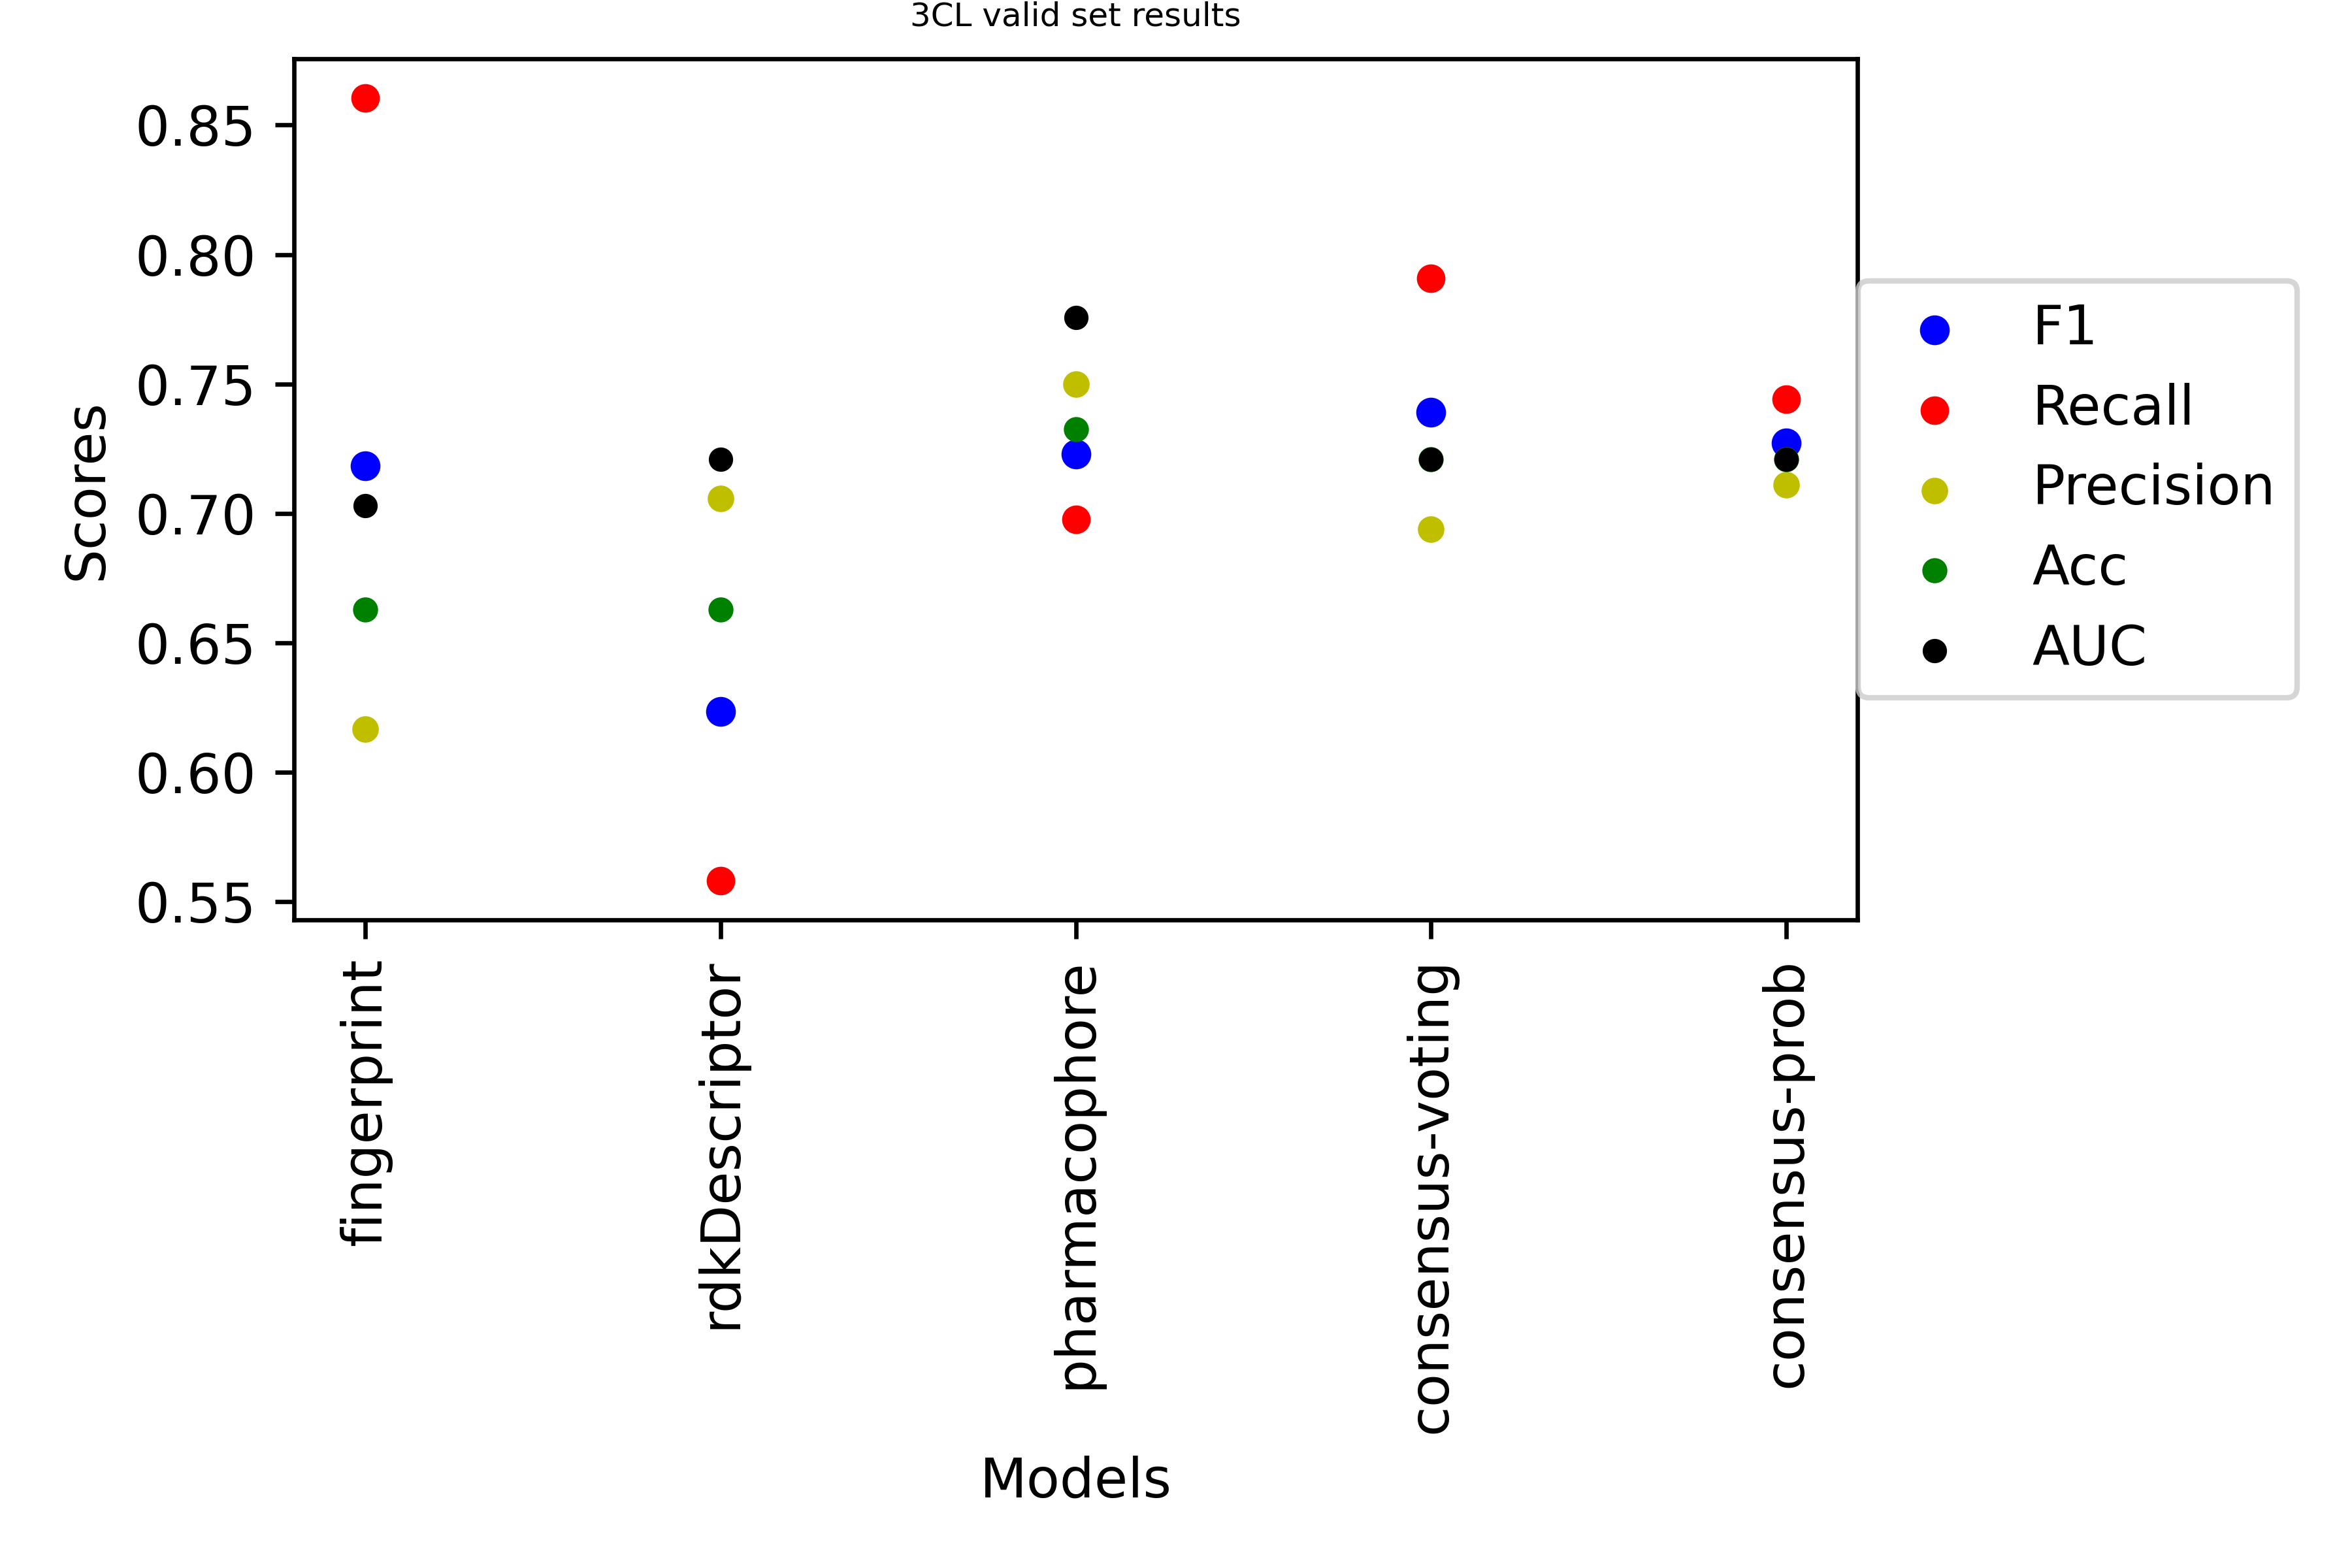 3CL valid set results
0.85
0.80
0.75
0.70
0.65
0.60
0.55
Scores
F1
Recall
Precision
Acc
AUC
fingerprint
rdkDescriptor
pharmacophore
consensus-voting
consensus-prob
Models